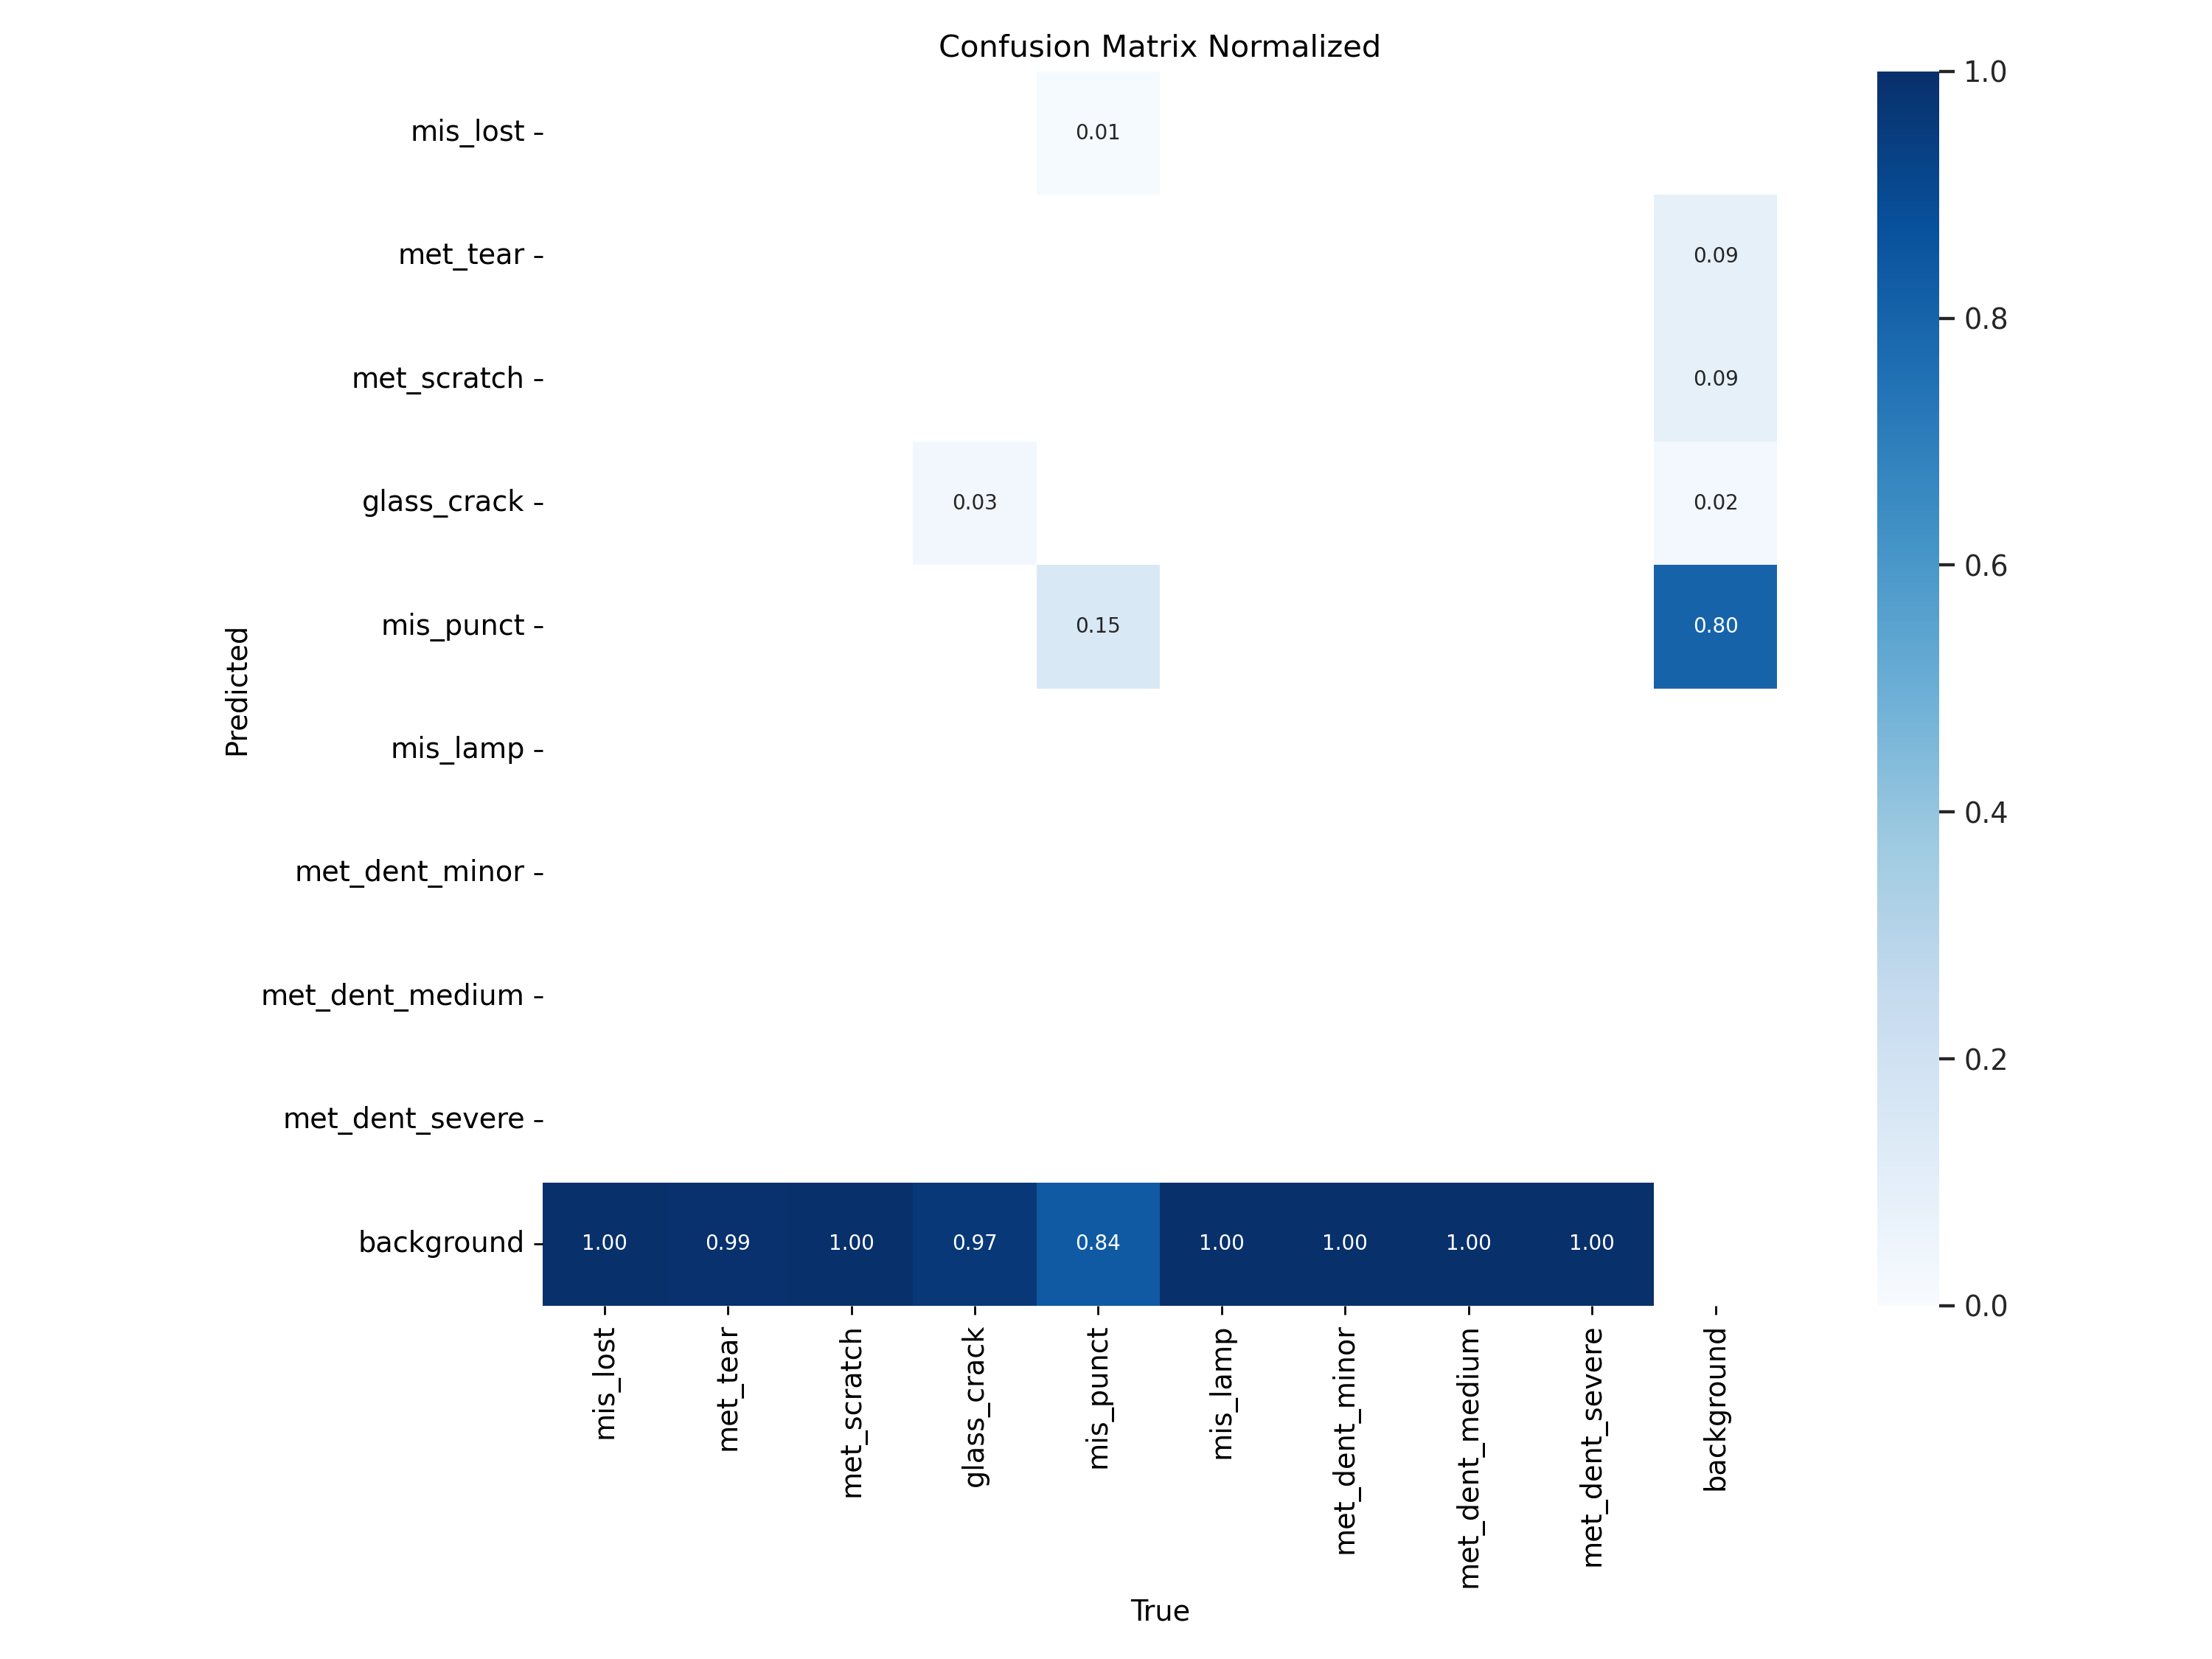 Confusion Matrix Normalized
mis_lost
0.01
met_tear
0.09
met_scratch
0.09
glass_crack
0.03
0.02
mis_punct
0.15
0.80
mis_lamp
met_dent_minor
met_dent_medium
met_dent_severe
background
1.00
0.99
1.00
0.97
0.84
1.00
1.00
1.00
1.00
Predicted
mis_lost
met_tear
met_scratch
glass_crack
mis_punct
mis_lamp
met_dent_minor
met_dent_medium
met_dent_severe
background
True
1.0
0.8
0.6
0.4
0.2
0.0